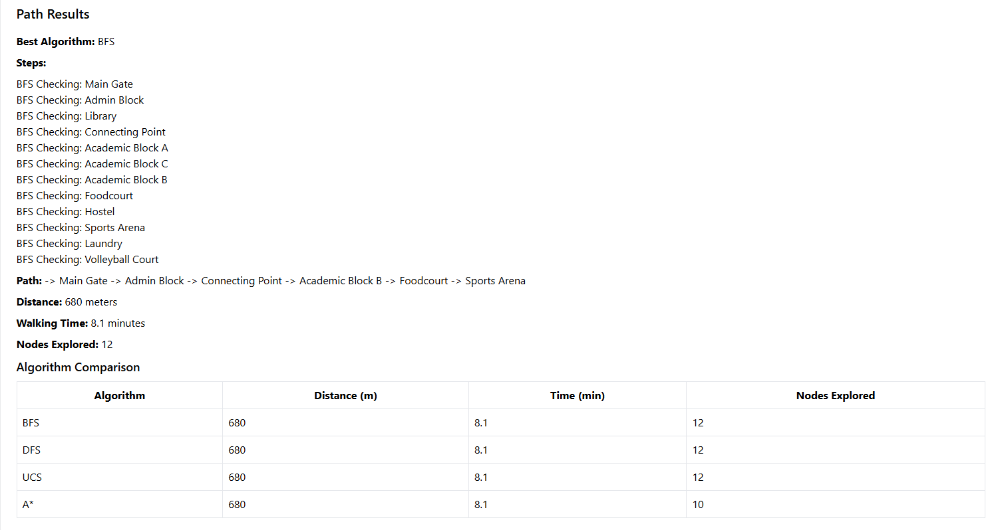 Path Results
Best Algorithm: BFS
Steps:
BFS Checking: Main Gate
BFS Checking: Admin Block
BFS Checking: Library
BFS Checking: Connecting Point
BFS Checking: Academic Block A
BFS Checking: Academic Block C
BFS Checking: Academic Block B
BFS Checking: Foodcourt
BFS Checking: Hostel
BFS Checking: Sports Arena
BFS Checking: Laundry
BFS Checking: Volleyball Court
Path: -> Main Gate -> Admin Block -> Connecting Point -> Academic Block B -> Foodcourt -> Sports Arena
Distance: 680 meters
Walking Time: 8.1 minutes
Nodes Explored: 12
Algorithm Comparison
Algorithm Distance (m) Time (min) Nodes Explored
BFS 680 8.1 12
DFS 680 8.1 12
UCS 680 8.1 12
A* 680 8.1 10